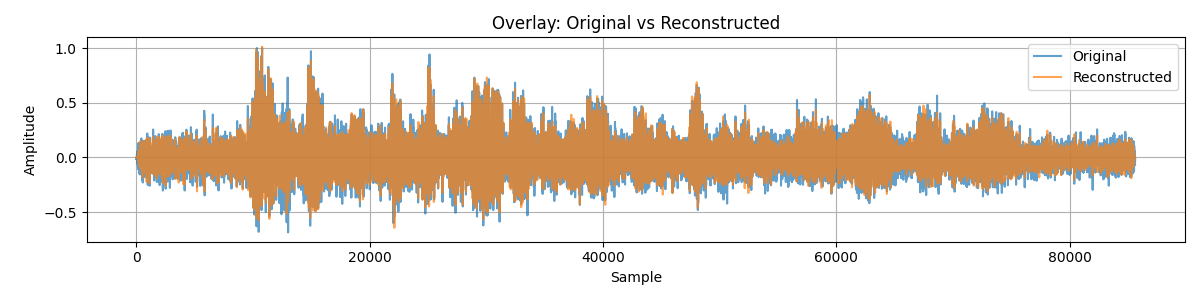 Overlay: Original vs Reconstructed
Original
Reconstructed
Amplitude
1.0
0.5
0.0
−0.5
0
20000
40000
60000
80000
Sample